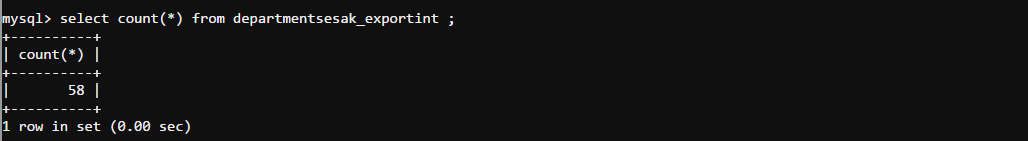 mysql> select count(*) from departmentsesak_exportint ;
+----------+
| count(*) |
+----------+
|       58 |
+----------+
1 row in set (0.00 sec)